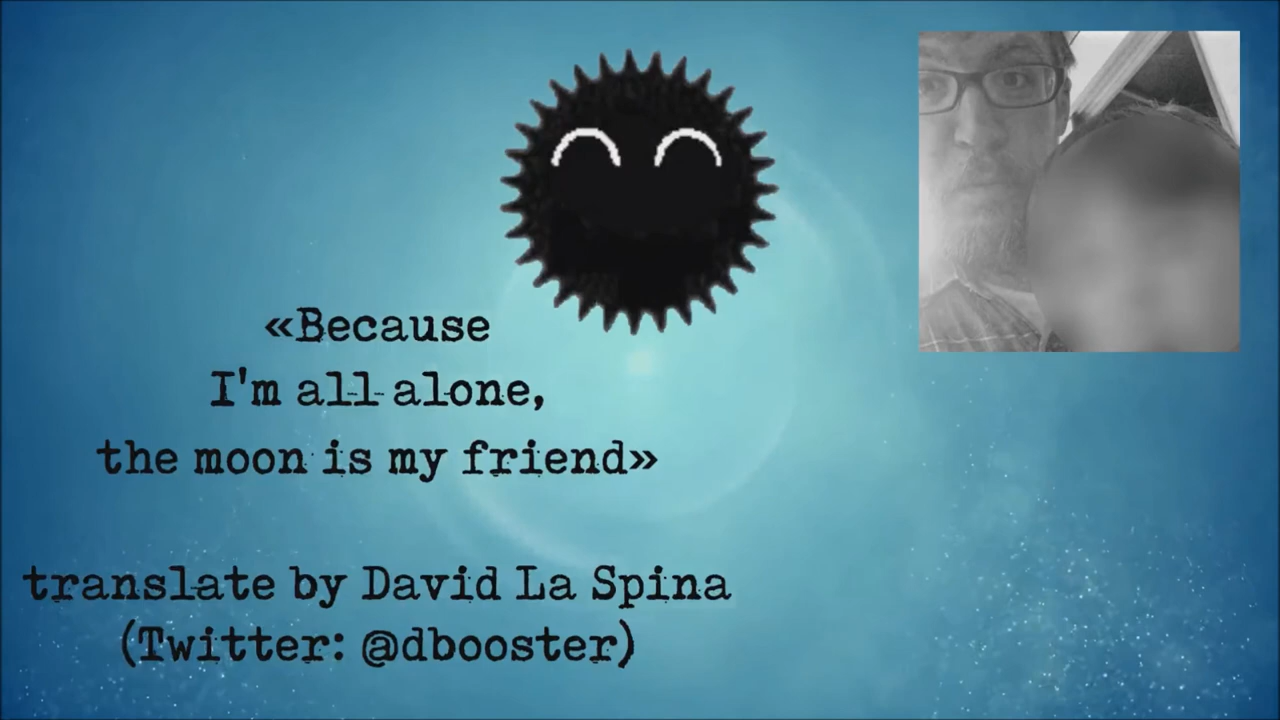 «Because
I'm all alone,
the moon is my friend»
translate by David La Spina
(Twitter: @dbooster)